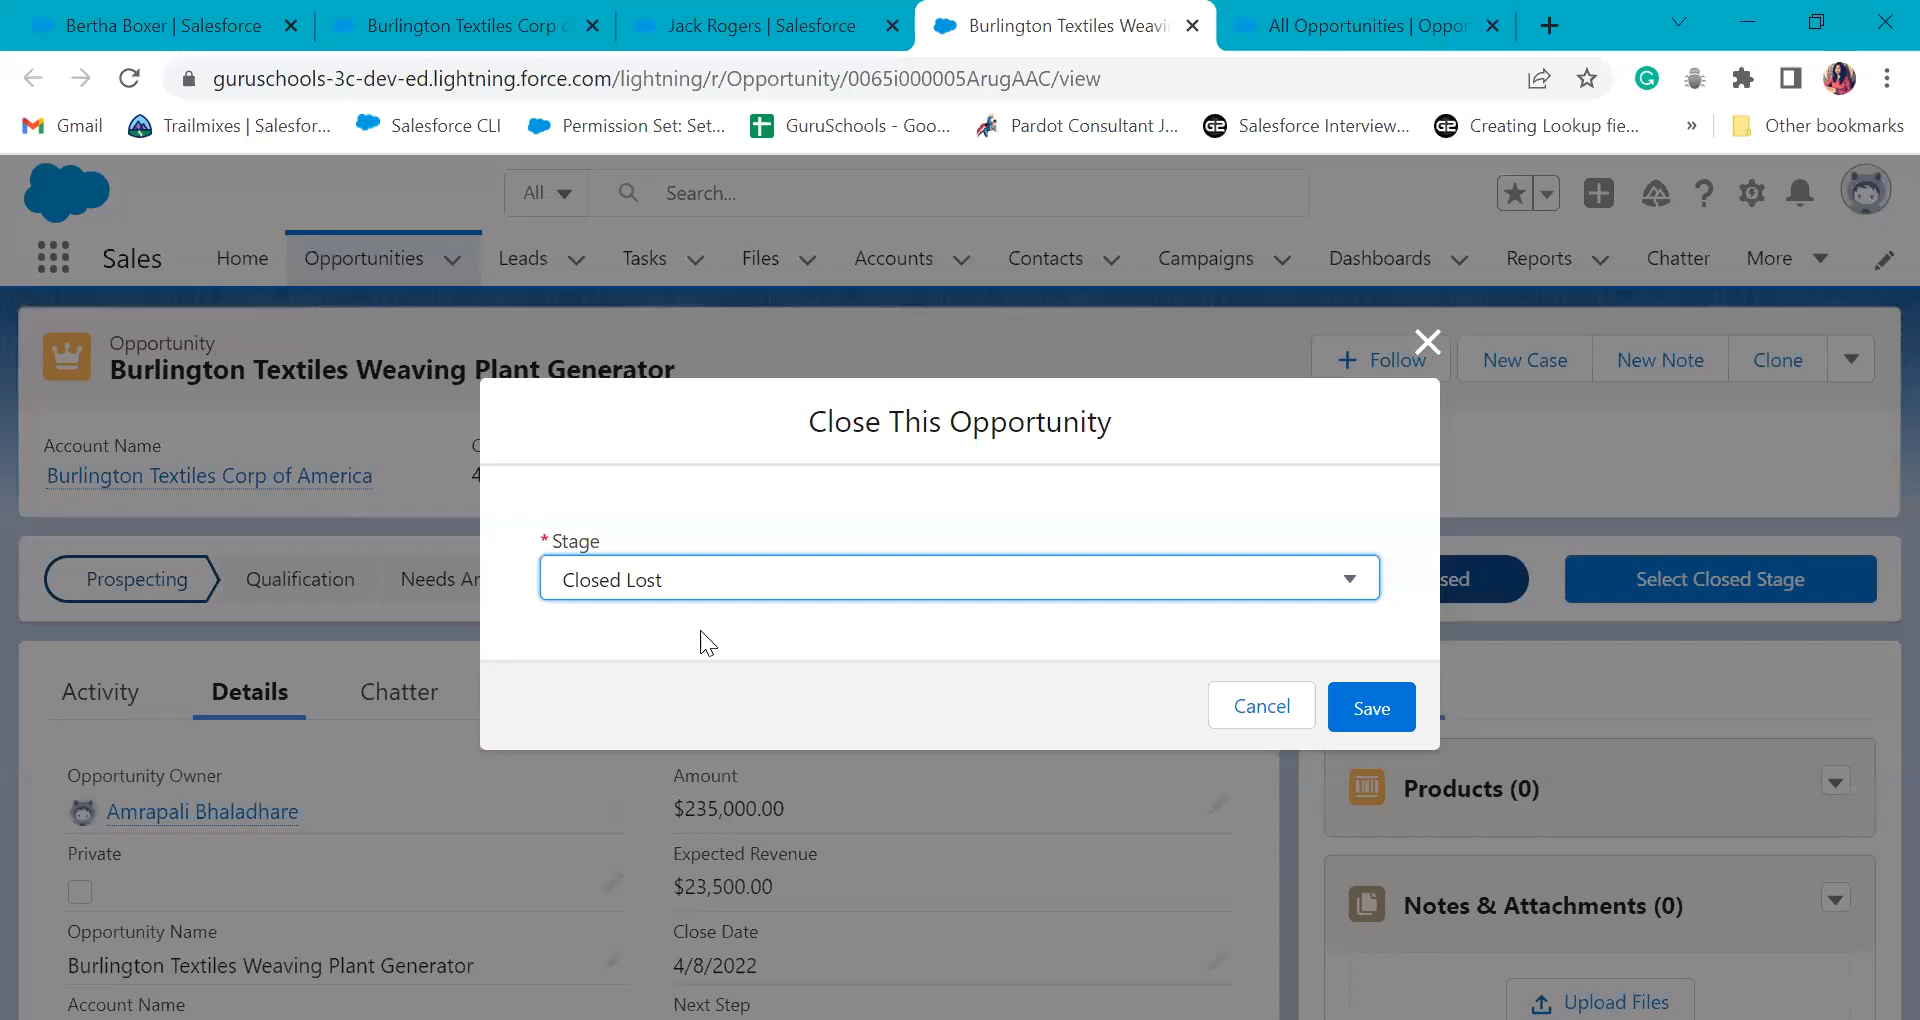 Bertha Boxer | Salesforce
Burlington Textiles Corp
Jack Rogers | Salesforce
Burlington Textiles Weavi
All Opportunities | Oppor
guruschools-3c-dev-ed.lightning.force.com/lightning/r/Opportunity/0065i000005ArugAAC/view
Gmail
Trailmixes | Salesfor...
Salesforce CLI
Permission Set: Set...
GuruSchools - Goo...
Pardot Consultant J...
Salesforce Interview...
Creating Lookup fie...
»
Other bookmarks
All
Search...
Sales
Home
Opportunities
Leads
Tasks
Files
Accounts
Contacts
Campaigns
Dashboards
Reports
Chatter
More
Opportunity
Burlington Textiles Weaving Plant Generator
Follow
New Case
New Note
Clone
Account Name
Burlington Textiles Corp of America
Close This Opportunity
*Stage
Closed Lost
Cancel
Save
Prospecting
Qualification
Needs An
sed
Select Closed Stage
Activity
Details
Chatter
Opportunity Owner
Amrapali Bhaladhare
Private
Opportunity Name
Burlington Textiles Weaving Plant Generator
Account Name
Amount
$235,000.00
Expected Revenue
$23,500.00
Close Date
4/8/2022
Next Step
Products (0)
Notes & Attachments (0)
Upload Files